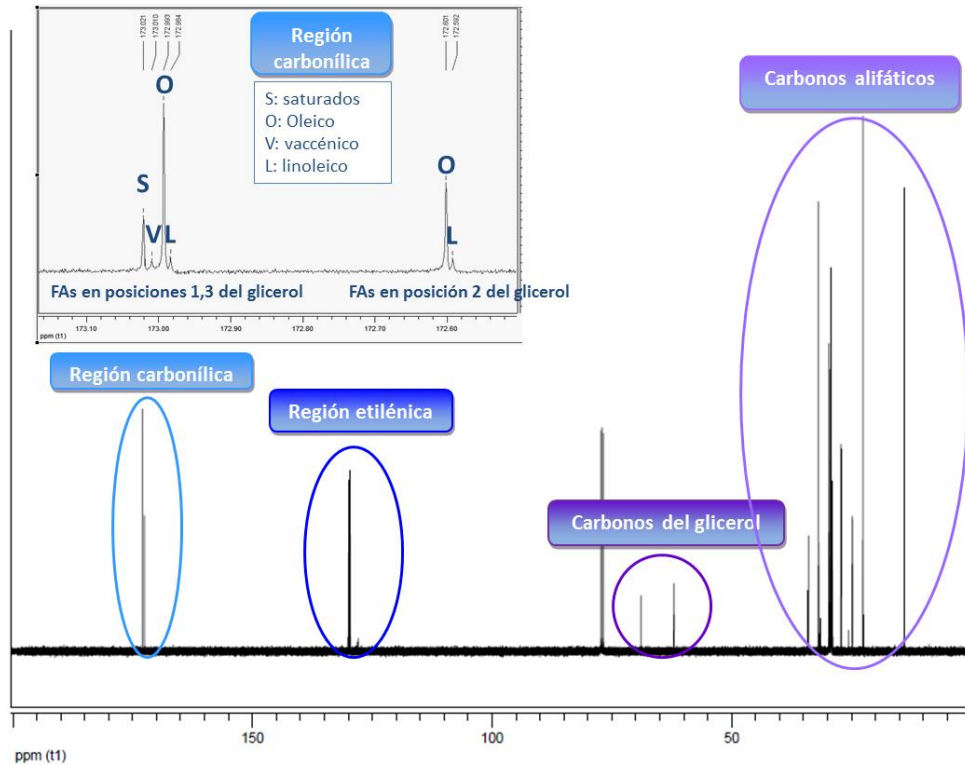 173.021
173.010
172.993
172.984
172.601
172.592
Región
carbonílica
S: saturados
O: Oleico
V: vaccénico
L: linoleico
O
S
V L
O
L
FAs en posiciones 1,3 del glicerol
FAs en posición 2 del glicerol
173.10 173.00 172.90 172.80 172.70 172.60
ppm (t1)
Carbonos alifáticos
Región carbonílica
Región etilénica
Carbonos del glicerol
150 100 50
ppm (t1)